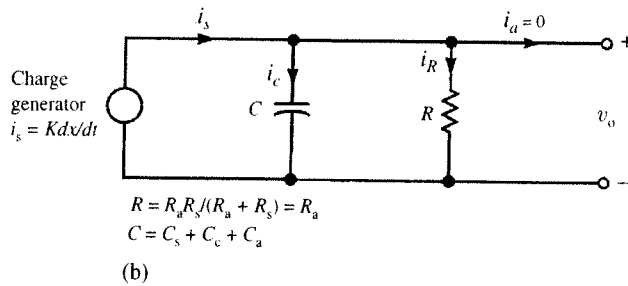 i_s
i_a = 0
+
Charge
generator
i_s = Kdx/dt
i_c
C
i_R
R
v_o
−
R = R_aR_s/(R_a + R_s) = R_a
C = C_s + C_c + C_a
(b)